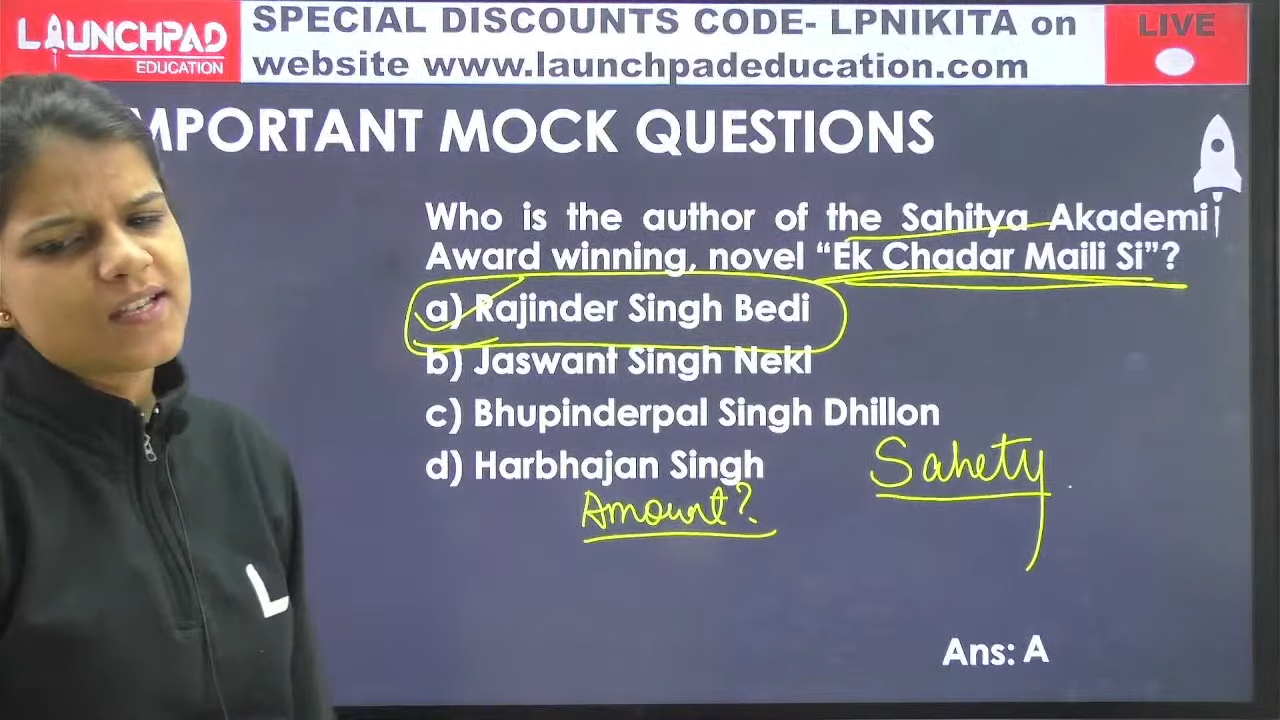 LAUNCHPAD
EDUCATION
SPECIAL DISCOUNTS CODE- LPNIKITA on
website www.launchpadeducation.com
LIVE
MPORTANT MOCK QUESTIONS
Who is the author of the Sahitya Akademi
Award winning, novel “Ek Chadar Maili Si”?
a) Rajinder Singh Bedi
b) Jaswant Singh Neki
c) Bhupinderpal Singh Dhillon
d) Harbhajan Singh
Sahety
Amount?
Ans: A
L